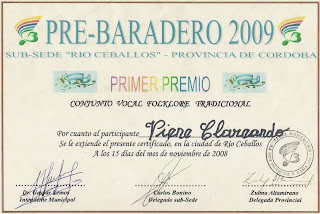 PRE-BARADERO 2009
SUB-SEDE "RIO CEBALLOS" - PROVINCIA DE CORDOBA
PRIMER PREMIO
CONJUNTO VOCAL FOLKLORE TRADICIONAL
Por cuanto al participante
Se le extiende el presente certificado, en la ciudad de Río Ceballos
A los 15 días del mes de noviembre de 2008
Carlos Bonino
Zulma Altamirano
Intendente Municipal
Delegado sub-Sede
Delegada Provincial